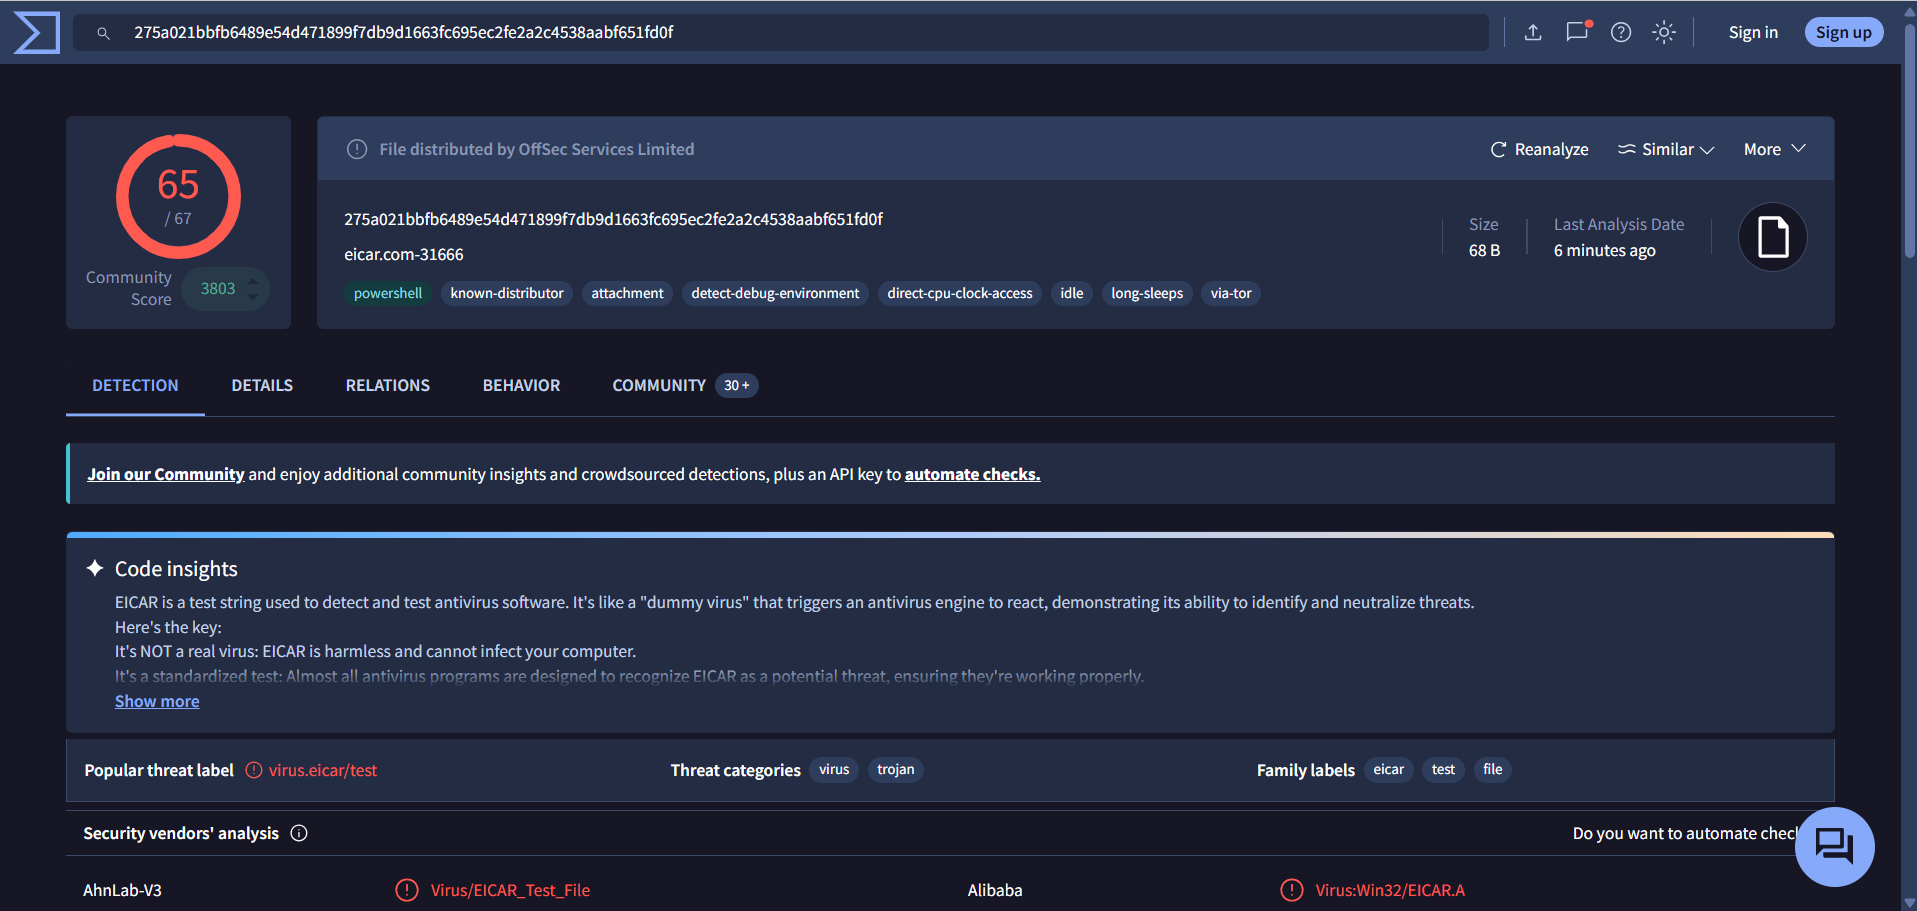 275a021bbfb6489e54d471899f7db9d1663fc695ec2fe2a2c4538aabf651fd0f
Sign in
Sign up
65
/ 67
Community
Score
3803
File distributed by OffSec Services Limited
Reanalyze
Similar
More
275a021bbfb6489e54d471899f7db9d1663fc695ec2fe2a2c4538aabf651fd0f
eicar.com-31666
powershell known-distributor attachment detect-debug-environment direct-cpu-clock-access idle long-sleeps via-tor
Size
68 B
Last Analysis Date
6 minutes ago
DETECTION DETAILS RELATIONS BEHAVIOR COMMUNITY 30 +
Join our Community and enjoy additional community insights and crowdsourced detections, plus an API key to automate checks.
Code insights
EICAR is a test string used to detect and test antivirus software. It's like a "dummy virus" that triggers an antivirus engine to react, demonstrating its ability to identify and neutralize threats.
Here's the key:
It's NOT a real virus: EICAR is harmless and cannot infect your computer.
It's a standardized test: Almost all antivirus programs are designed to recognize EICAR as a potential threat, ensuring they're working properly.
Show more
Popular threat label virus.eicar/test
Threat categories virus trojan
Family labels eicar test file
Security vendors' analysis
Do you want to automate chec
AhnLab-V3 Virus/EICAR_Test_File
Alibaba Virus:Win32/EICAR.A